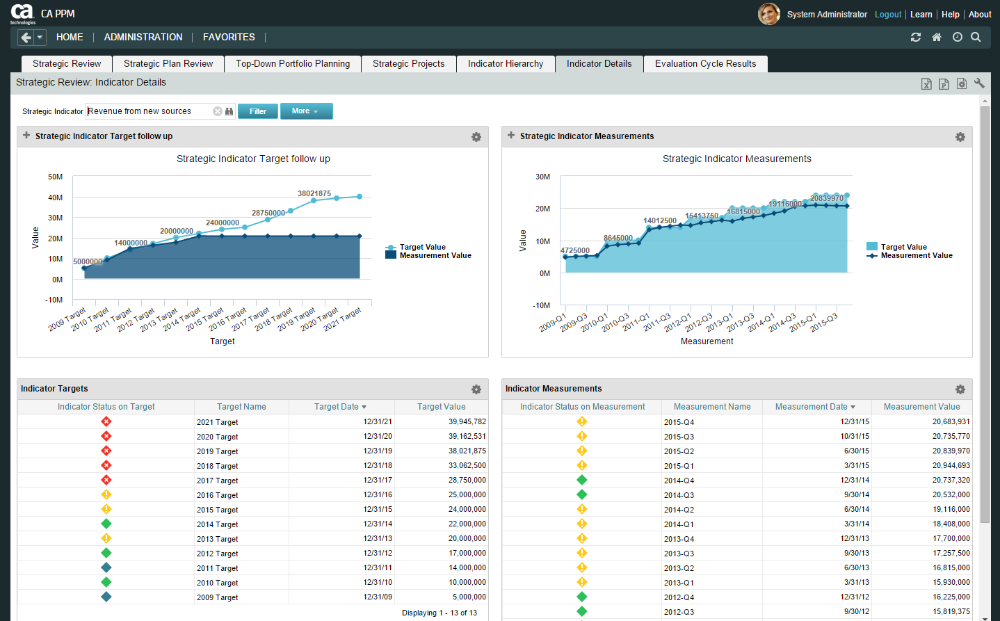 ca
technologies
CA PPM
System Administrator Logout Learn Help About
HOME ADMINISTRATION FAVORITES
Strategic Review Strategic Plan Review Top-Down Portfolio Planning Strategic Projects Indicator Hierarchy Indicator Details Evaluation Cycle Results
Strategic Review: Indicator Details
Strategic Indicator Revenue from new sources Filter More
Strategic Indicator Target follow up
Strategic Indicator Target follow up
50M
40M
30M
20M
10M
0M
-10M
Value
5000000
14000000
20000000
24000000
28750000
38021875
Target Value
Measurement Value
2009 Target
2010 Target
2011 Target
2012 Target
2013 Target
2014 Target
2015 Target
2016 Target
2017 Target
2018 Target
2019 Target
2020 Target
2021 Target
Target
Strategic Indicator Measurements
Strategic Indicator Measurements
30M
20M
10M
0M
-10M
Value
4725000
8645000
14012500
15413750
16815000
19116000
20839970
Target Value
Measurement Value
2009-Q1
2009-Q3
2010-Q1
2010-Q3
2011-Q1
2011-Q3
2012-Q1
2012-Q3
2013-Q1
2013-Q3
2014-Q1
2014-Q3
2015-Q1
2015-Q3
Measurement
Indicator Targets
Indicator Status on Target Target Name Target Date Target Value
2021 Target 12/31/21 39,945,782
2020 Target 12/31/20 39,162,531
2019 Target 12/31/19 38,021,875
2018 Target 12/31/18 33,062,500
2017 Target 12/31/17 28,750,000
2016 Target 12/31/16 25,000,000
2015 Target 12/31/15 24,000,000
2014 Target 12/31/14 22,000,000
2013 Target 12/31/13 20,000,000
2012 Target 12/31/12 17,000,000
2011 Target 12/31/11 14,000,000
2010 Target 12/31/10 10,000,000
2009 Target 12/31/09 5,000,000
Displaying 1 - 13 of 13
Indicator Measurements
Indicator Status on Measurement Measurement Name Measurement Date Measurement Value
2015-Q4 12/31/15 20,683,931
2015-Q3 10/31/15 20,735,770
2015-Q2 6/30/15 20,839,970
2015-Q1 3/31/15 20,944,693
2014-Q4 12/31/14 20,737,320
2014-Q3 9/30/14 20,532,000
2014-Q2 6/30/14 19,116,000
2014-Q1 3/31/14 18,408,000
2013-Q4 12/31/13 17,700,000
2013-Q3 9/30/13 17,257,500
2013-Q2 6/30/13 16,815,000
2013-Q1 3/31/13 15,930,000
2012-Q4 12/31/12 16,225,000
2012-Q3 9/30/12 15,819,375